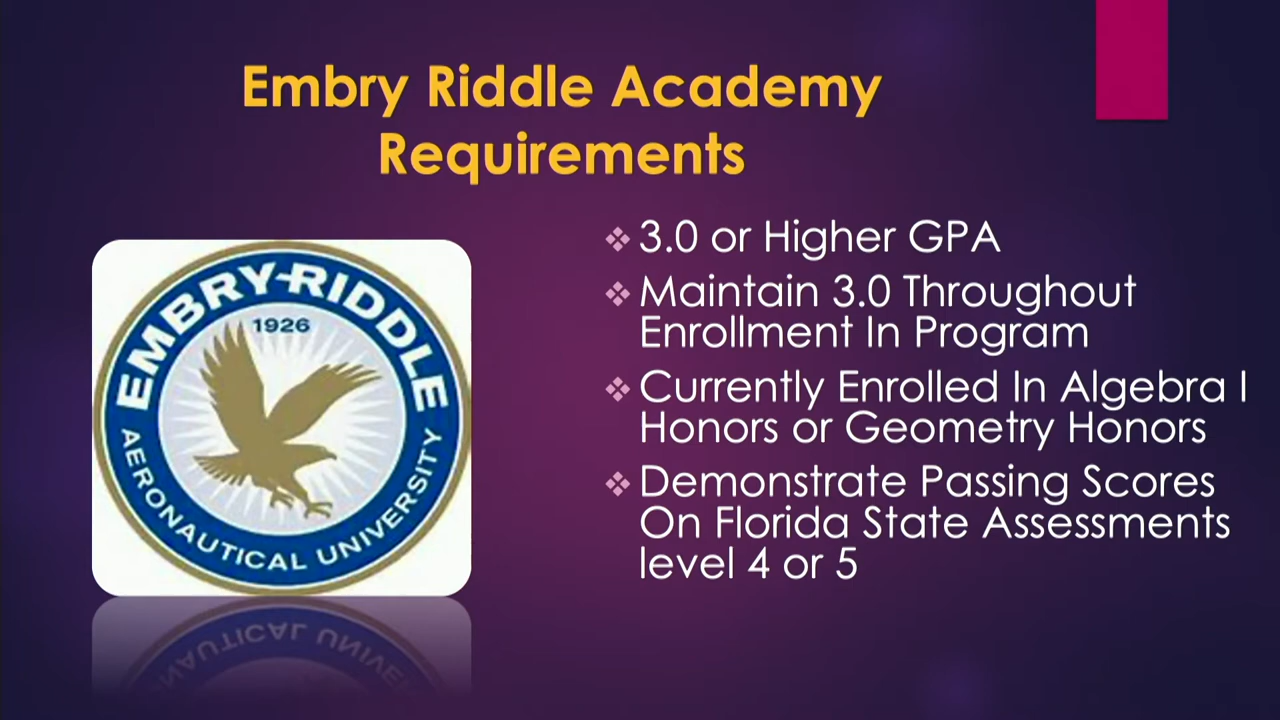 Embry Riddle Academy
Requirements
❖ 3.0 or Higher GPA
❖ Maintain 3.0 Throughout
Enrollment In Program
❖ Currently Enrolled In Algebra I
Honors or Geometry Honors
❖ Demonstrate Passing Scores
On Florida State Assessments
level 4 or 5
EMBRY-RIDDLE
1926
AERONAUTICAL UNIVERSITY